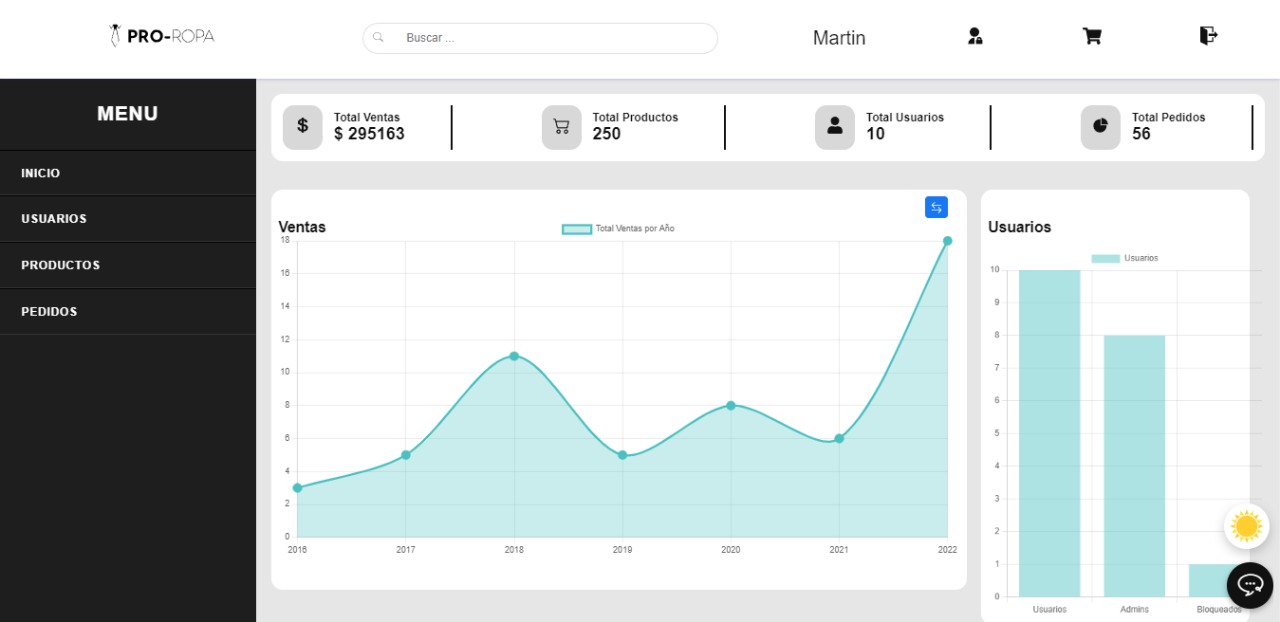 PRO-ROPA
Buscar ...
Martin
MENU
INICIO
USUARIOS
PRODUCTOS
PEDIDOS
$
Total Ventas
$ 295163
Total Productos
250
Total Usuarios
10
Total Pedidos
56
Ventas
Total Ventas por Año
18
16
14
12
10
8
6
4
2
0
2016 2017 2018 2019 2020 2021 2022
Usuarios
Usuarios
10
9
8
7
6
5
4
3
2
1
0
Usuarios Admins Bloqueados